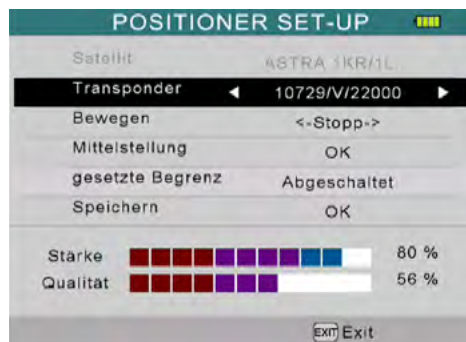 POSITIONER SET-UP
Satellit ASTRA 1KR/1L
Transponder 10729/V/22000
Bewegen <-Stopp->
Mittelstellung OK
gesetzte Begrenz Abgeschaltet
Speichern OK
Stärke 80 %
Qualität 56 %
EXIT Exit